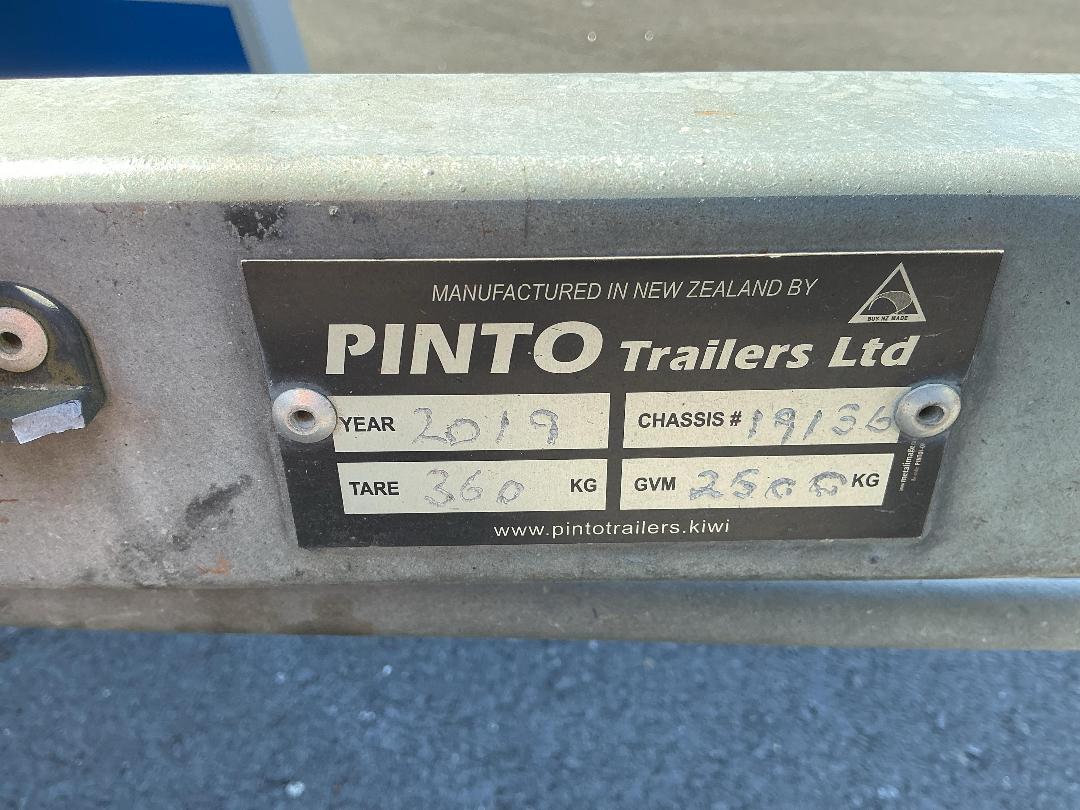 MANUFACTURED IN NEW ZEALAND BY
BUY NZ MADE
PINTO Trailers Ltd
YEAR 2019
CHASSIS # 19136
TARE 360 KG
GVM 2500 KG
www.pintotrailers.kiwi